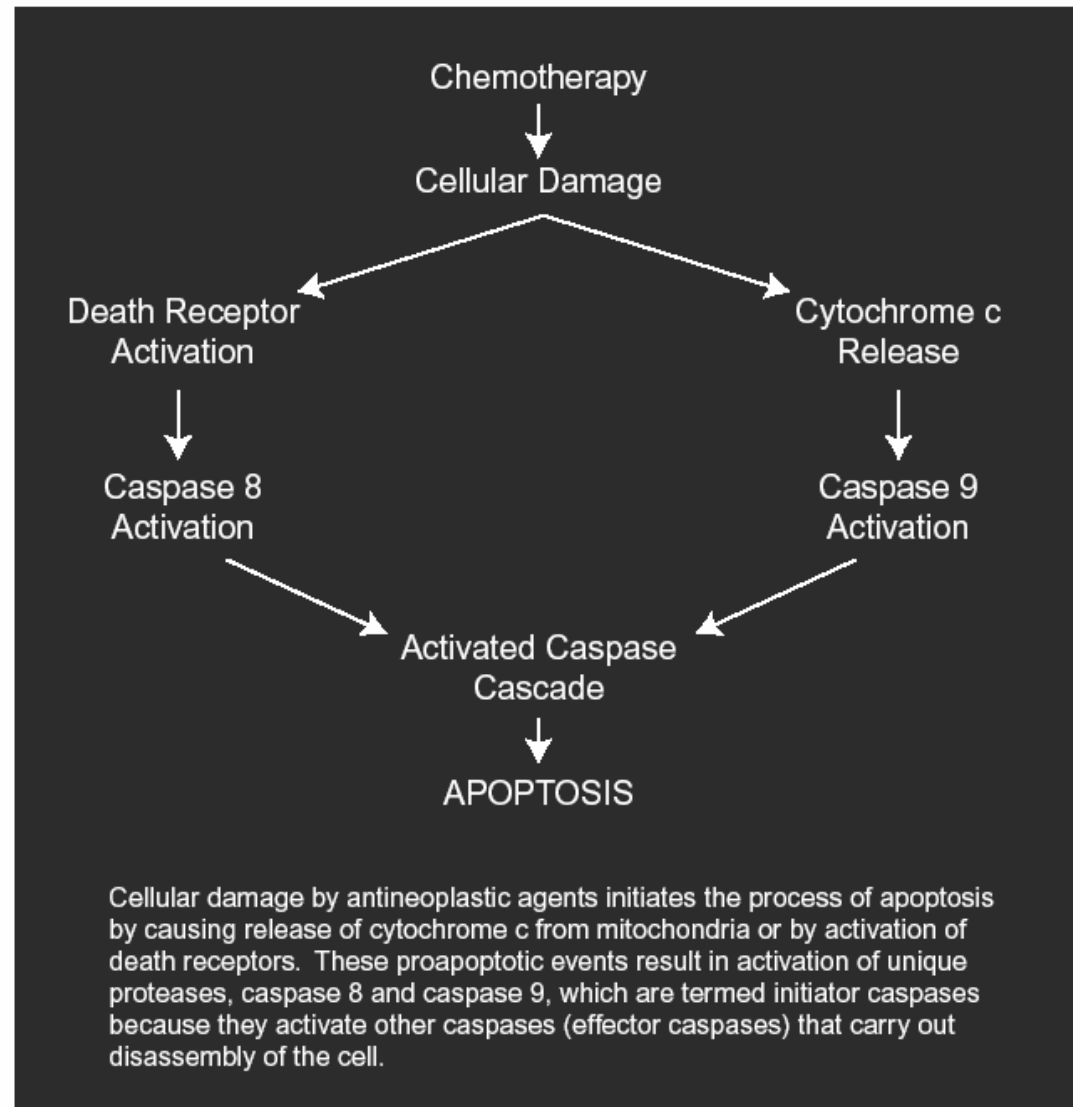 Chemotherapy
Cellular Damage
Death Receptor
Activation
Cytochrome c
Release
Caspase 8
Activation
Caspase 9
Activation
Activated Caspase
Cascade
APOPTOSIS
Cellular damage by antineoplastic agents initiates the process of apoptosis
by causing release of cytochrome c from mitochondria or by activation of
death receptors.  These proapoptotic events result in activation of unique
proteases, caspase 8 and caspase 9, which are termed initiator caspases
because they activate other caspases (effector caspases) that carry out
disassembly of the cell.